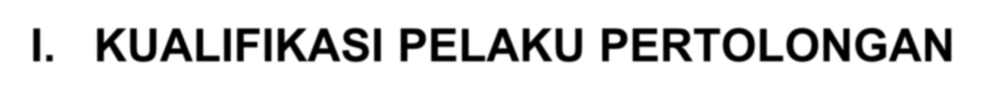 I. KUALIFIKASI PELAKU PERTOLONGAN